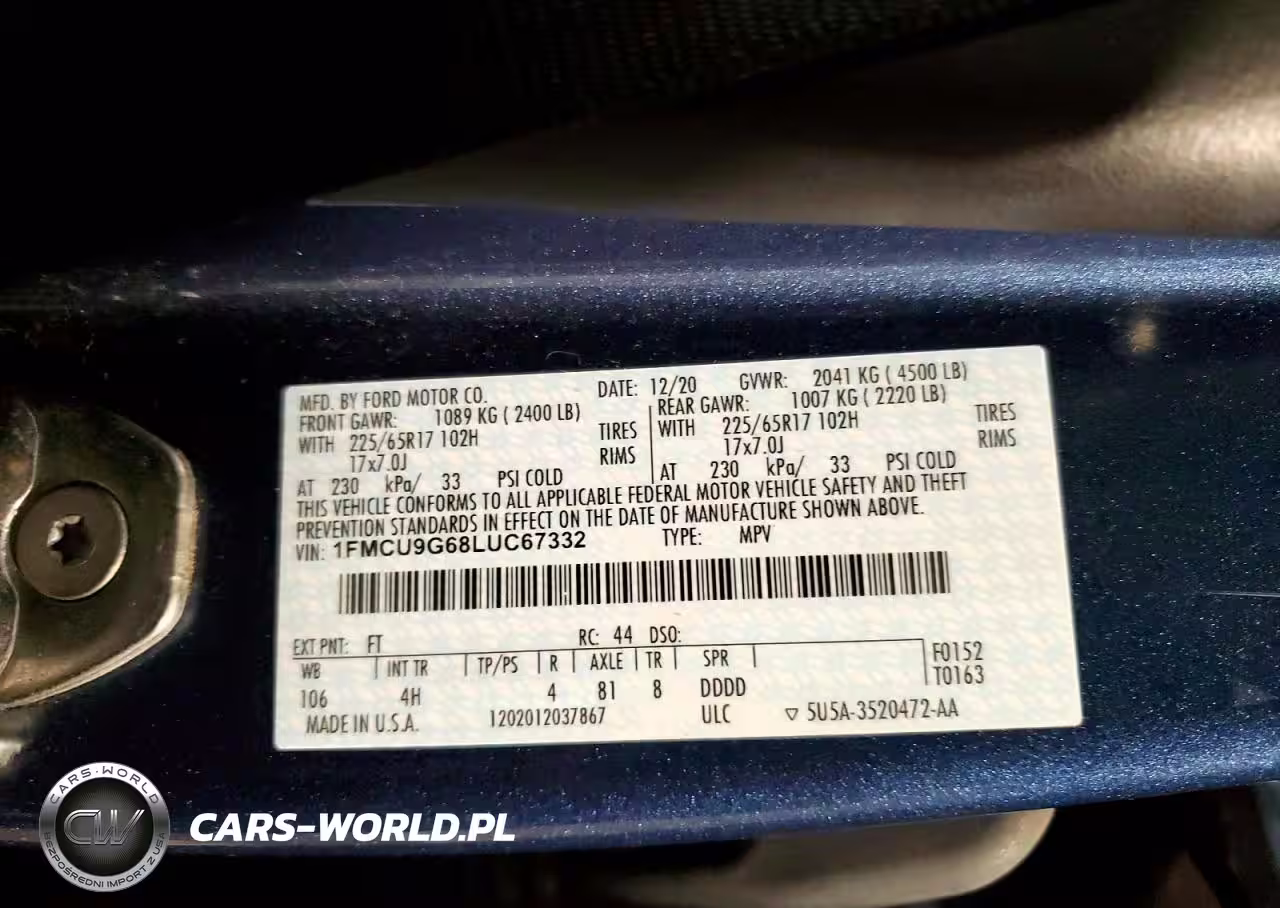 MFD. BY FORD MOTOR CO. DATE: 12/20 GVWR: 2041 KG ( 4500 LB)
FRONT GAWR: 1089 KG ( 2400 LB) REAR GAWR: 1007 KG ( 2220 LB)
WITH 225/65R17 102H TIRES WITH 225/65R17 102H TIRES
17x7.0J RIMS 17x7.0J RIMS
AT 230 kPa/ 33 PSI COLD AT 230 kPa/ 33 PSI COLD
THIS VEHICLE CONFORMS TO ALL APPLICABLE FEDERAL MOTOR VEHICLE SAFETY AND THEFT
PREVENTION STANDARDS IN EFFECT ON THE DATE OF MANUFACTURE SHOWN ABOVE.
VIN: 1FMCU9G68LUC67332 TYPE: MPV
EXT PNT: FT RC: 44 DSO:
WB INT TR TP/PS R AXLE TR SPR F0152
106 4H 4 81 8 DDDD T0163
MADE IN U.S.A. 1202012037867 ULC ▽ 5U5A-3520472-AA
CARS-WORLD
CW
BEZPOŚREDNI IMPORT Z USA
CARS-WORLD.PL